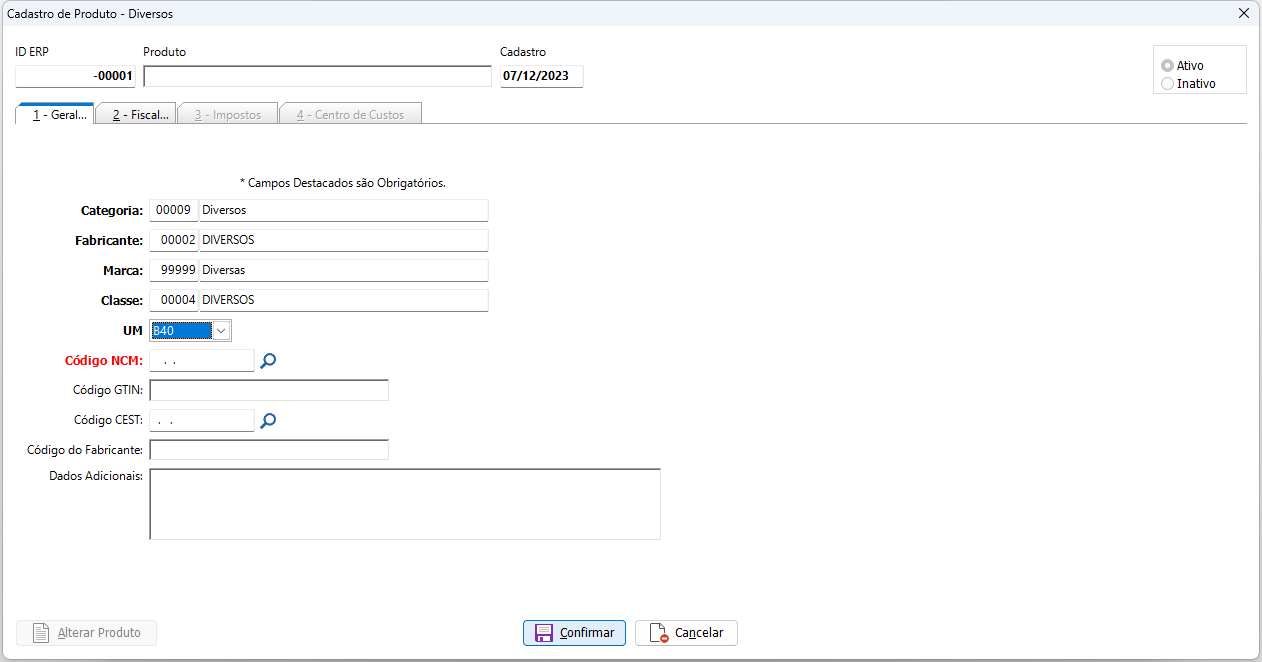 Cadastro de Produto - Diversos
ID ERP Produto Cadastro
-00001 07/12/2023
Ativo
Inativo
1 - Geral... 2 - Fiscal... 3 - Impostos 4 - Centro de Custos
* Campos Destacados são Obrigatórios.
Categoria: 00009 Diversos
Fabricante: 00002 DIVERSOS
Marca: 99999 Diversas
Classe: 00004 DIVERSOS
UM B40
Código NCM: . .
Código GTIN:
Código CEST: . .
Código do Fabricante:
Dados Adicionais:
Alterar Produto Confirmar Cancelar